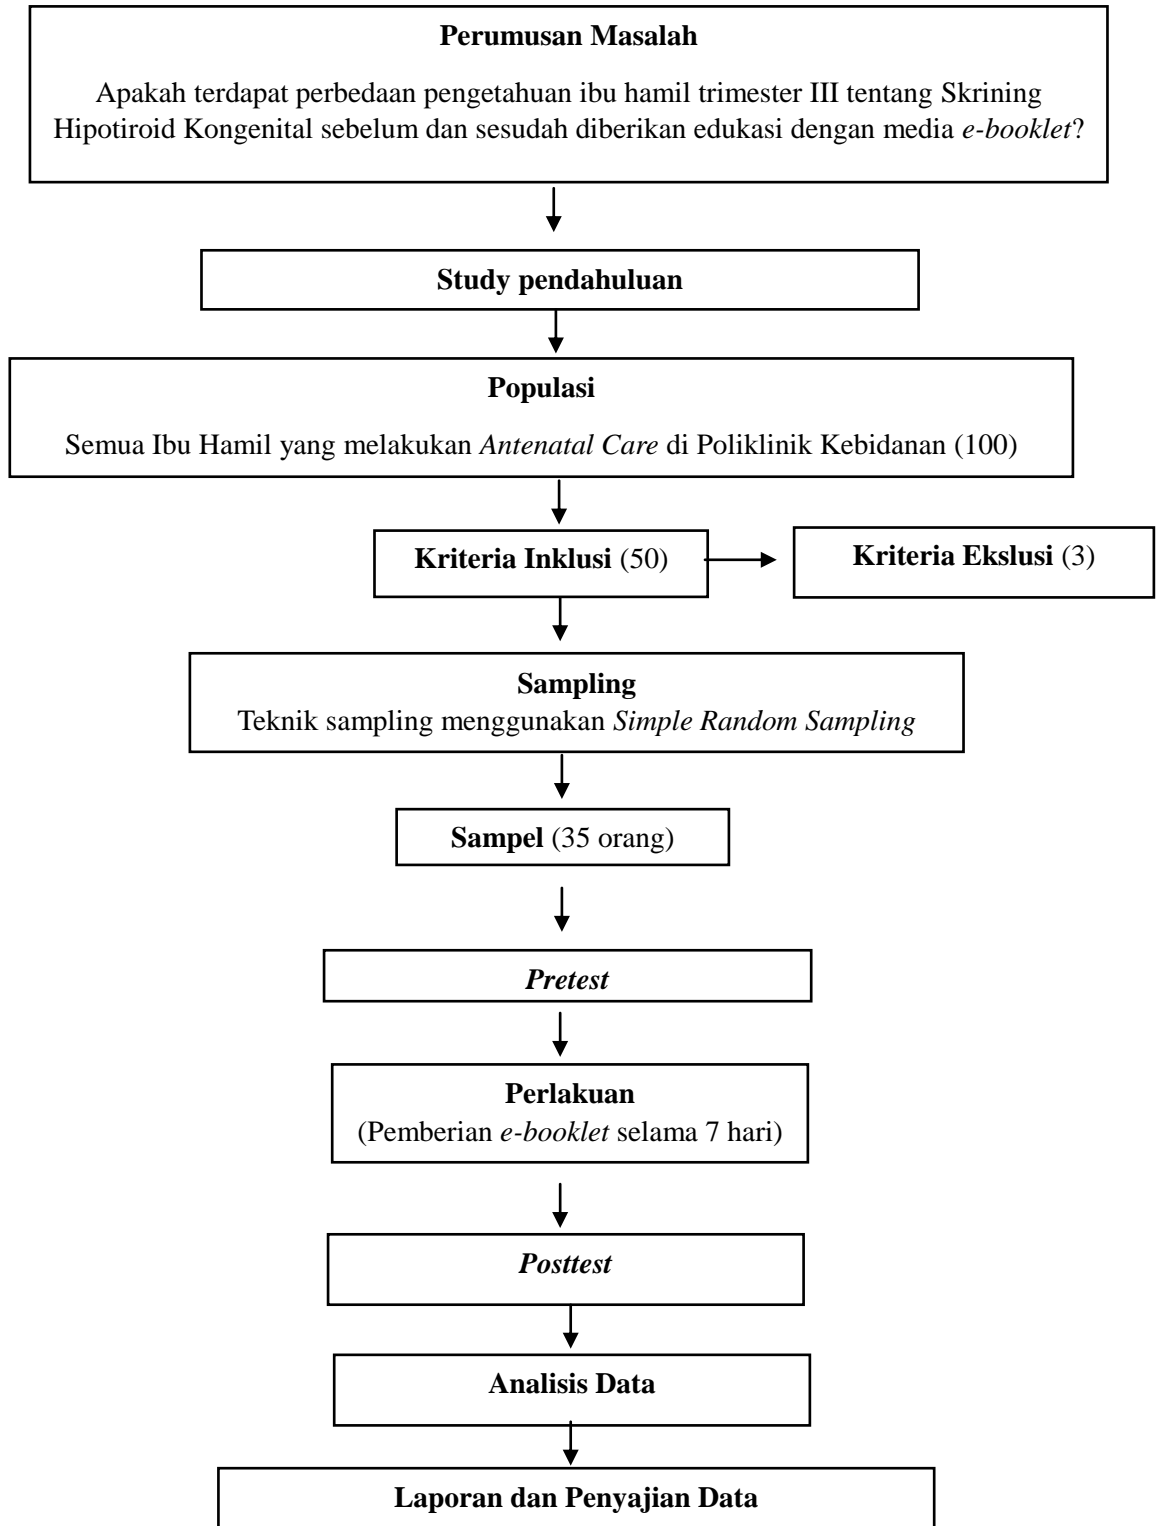 Perumusan Masalah
Apakah terdapat perbedaan pengetahuan ibu hamil trimester III tentang Skrining
Hipotiroid Kongenital sebelum dan sesudah diberikan edukasi dengan media e-booklet?
Study pendahuluan
Populasi
Semua Ibu Hamil yang melakukan Antenatal Care di Poliklinik Kebidanan (100)
Kriteria Inklusi (50)
Kriteria Ekslusi (3)
Sampling
Teknik sampling menggunakan Simple Random Sampling
Sampel (35 orang)
Pretest
Perlakuan
(Pemberian e-booklet selama 7 hari)
Posttest
Analisis Data
Laporan dan Penyajian Data